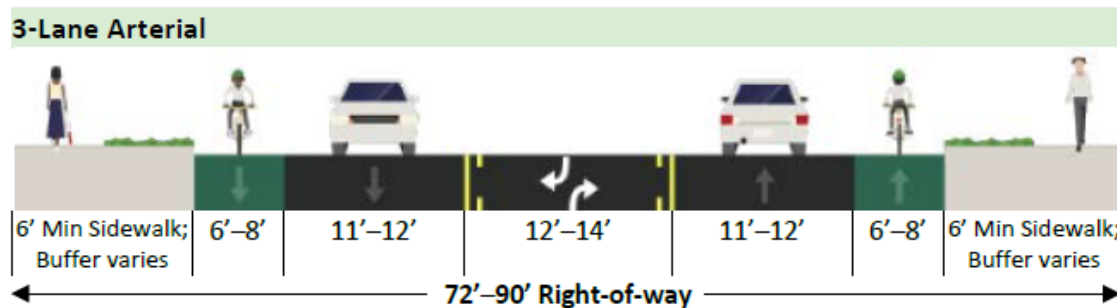 3-Lane Arterial
6’ Min Sidewalk;
Buffer varies
6’–8’
11’–12’
12’–14’
11’–12’
6’–8’
6’ Min Sidewalk;
Buffer varies
72’–90’ Right-of-way